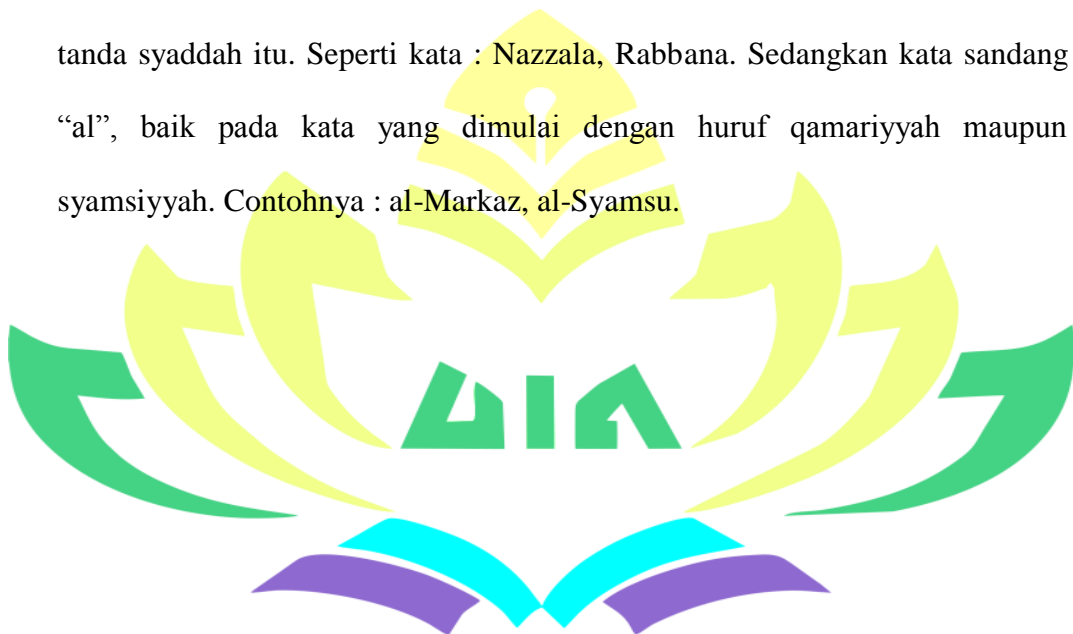 tanda syaddah itu. Seperti kata : Nazzala, Rabbana. Sedangkan kata sandang
“al”, baik pada kata yang dimulai dengan huruf qamariyyah maupun
syamsiyyah. Contohnya : al-Markaz, al-Syamsu.
UIN